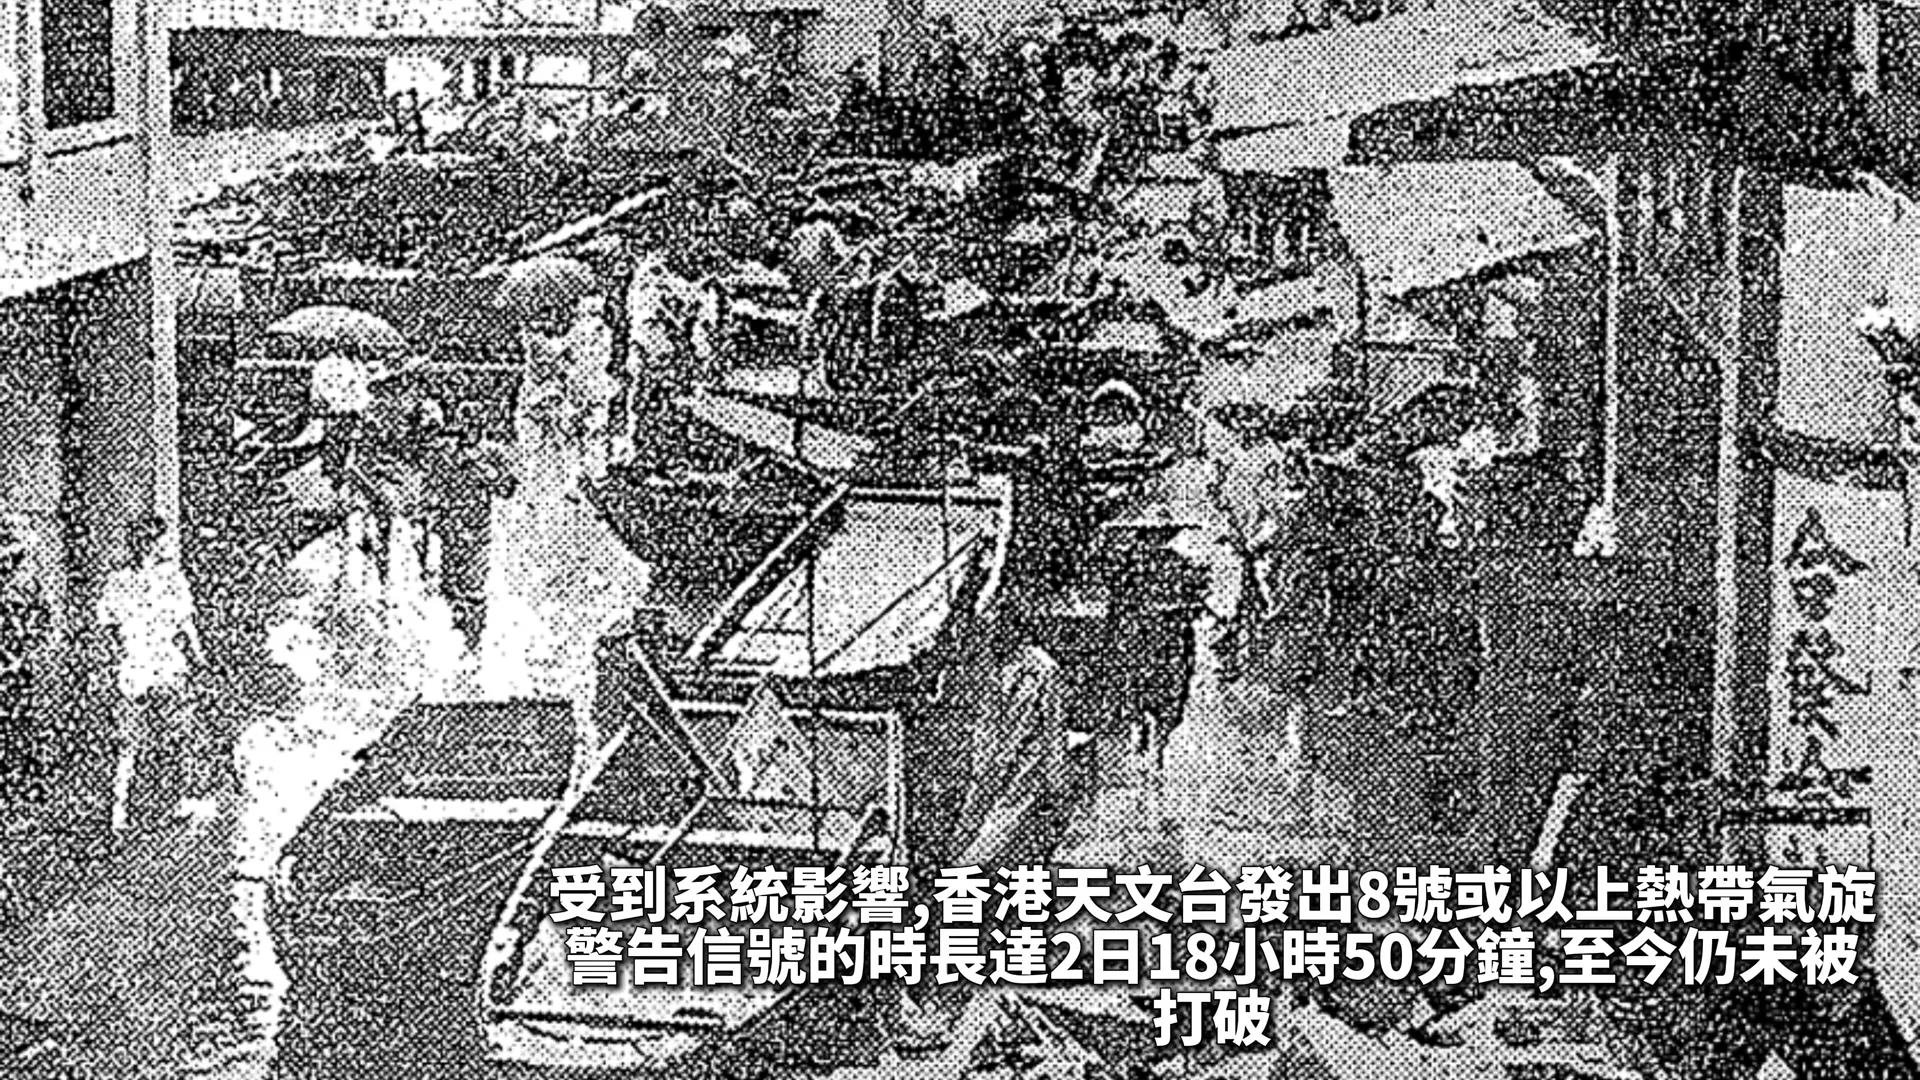 受到系統影響,香港天文台發出8號或以上熱帶氣旋
警告信號的時長達2日18小時50分鐘,至今仍未被
打破